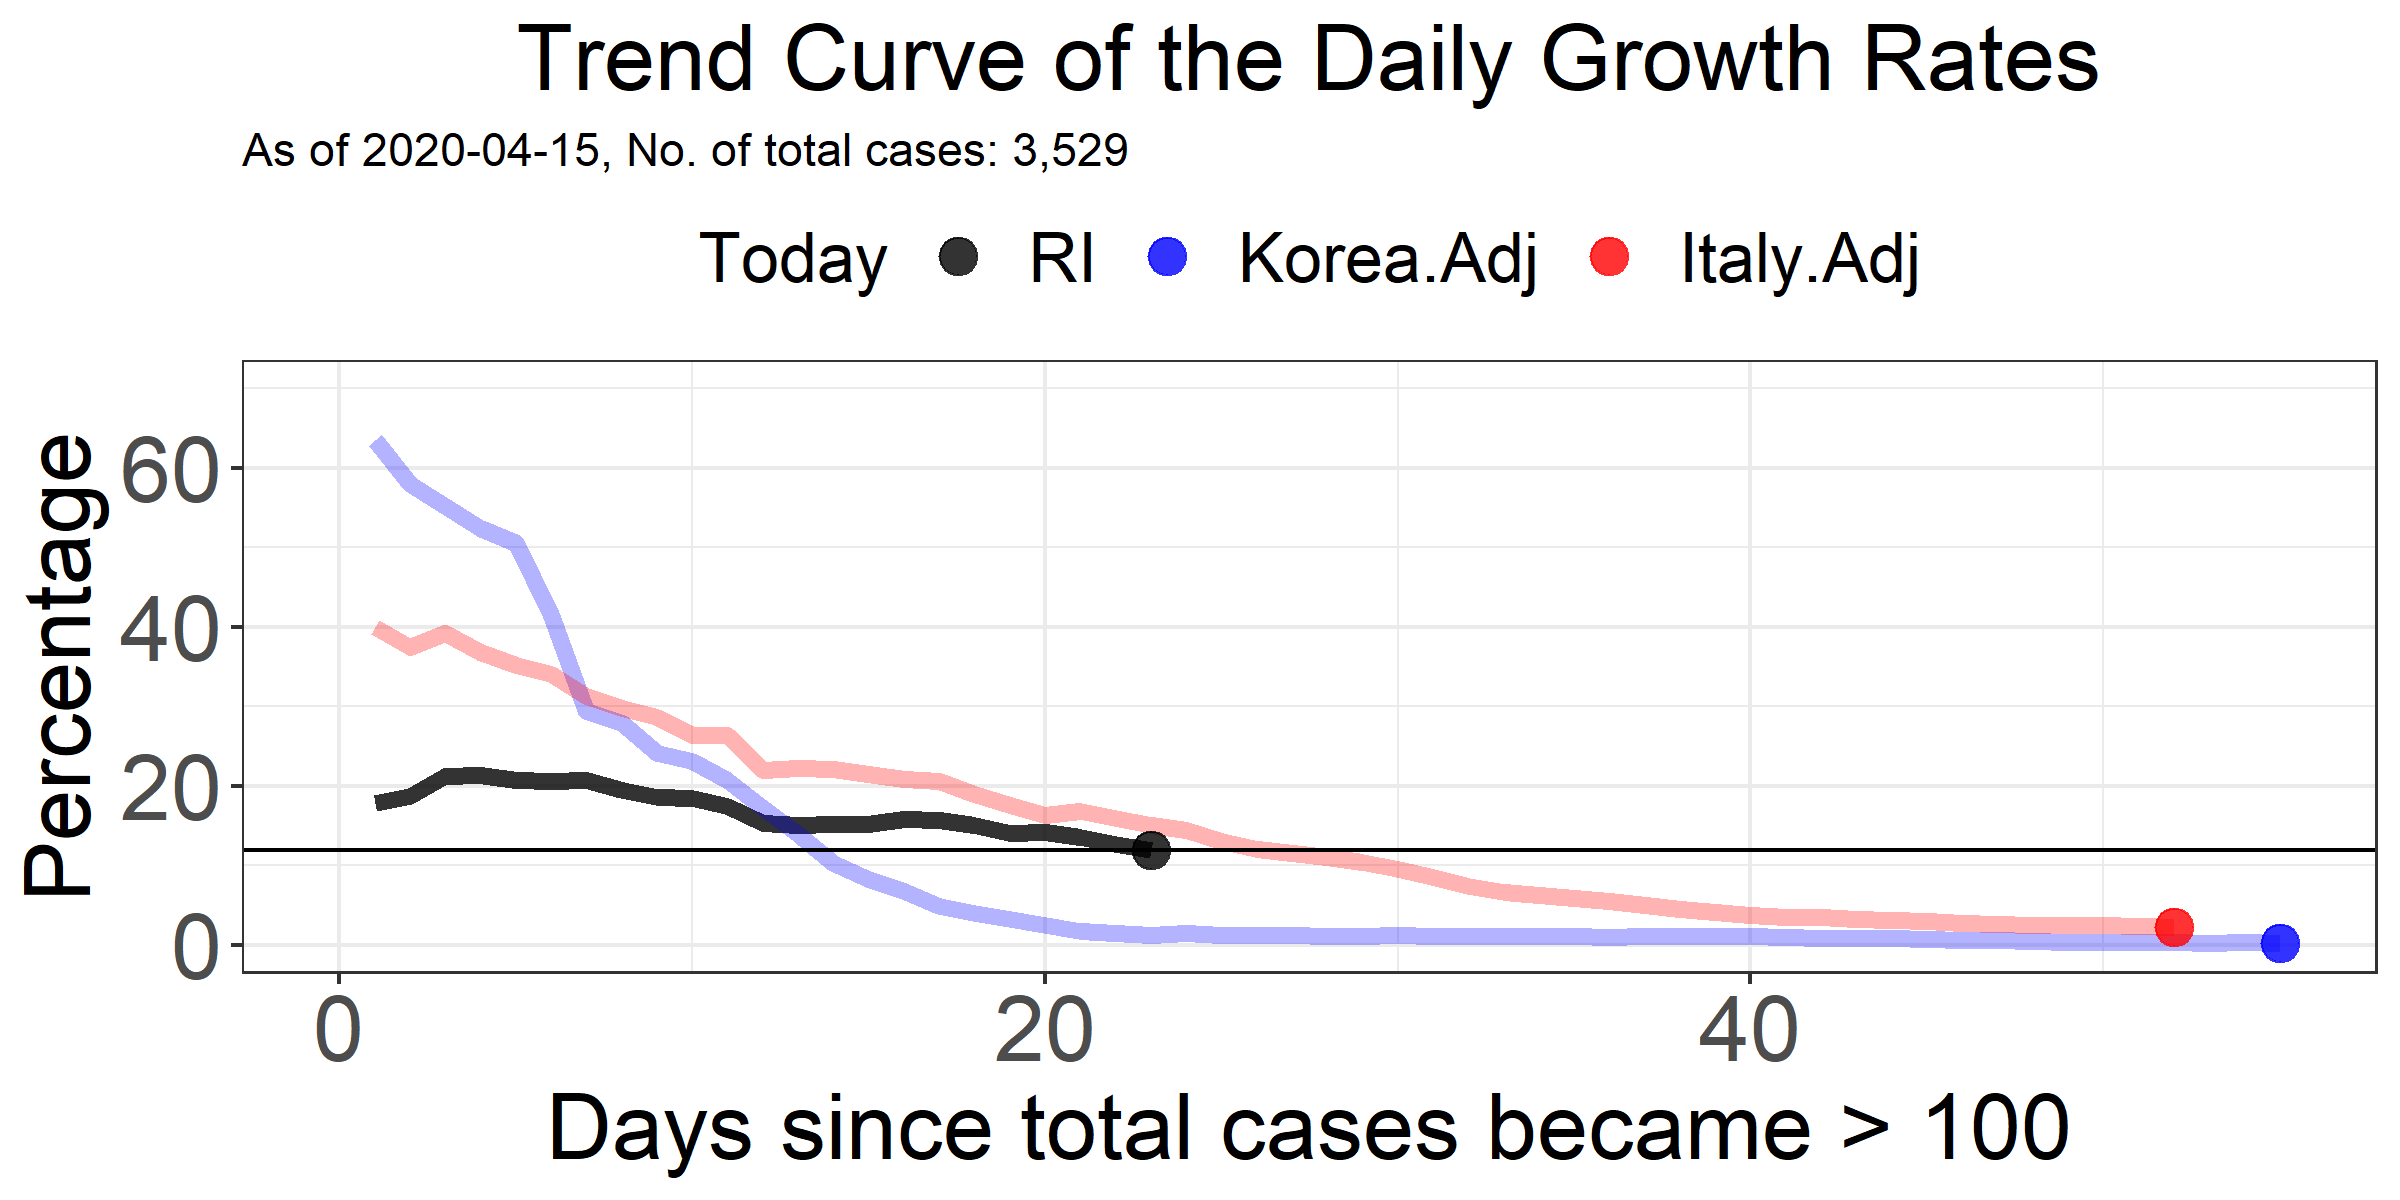 Trend Curve of the Daily Growth Rates
As of 2020-04-15, No. of total cases: 3,529
Today RI Korea.Adj Italy.Adj
Percentage
60
40
20
0
0 20 40
Days since total cases became > 100